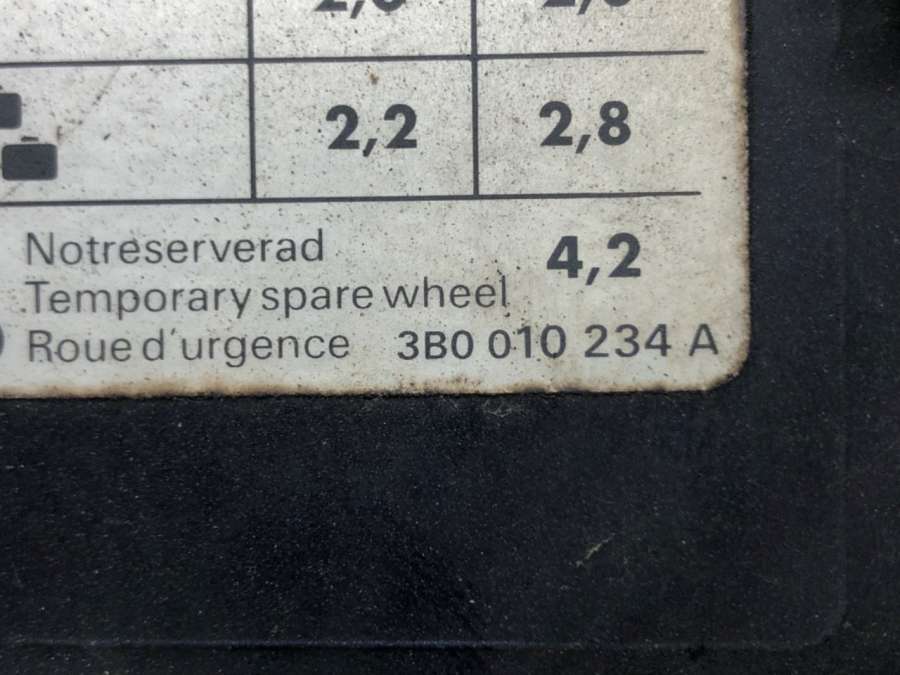 2,2 2,8
Notreserverad 4,2
Temporary spare wheel
Roue d'urgence 3B0 010 234 A